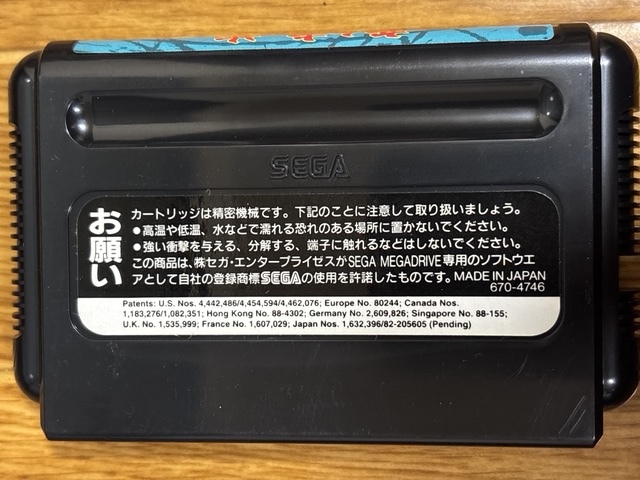 SEGA
お願い
カートリッジは精密機械です。下記のことに注意して取り扱いましょう。
●高温や低温、水などで濡れる恐れのある場所に置かないでください。
●強い衝撃を与える、分解する、端子に触れるなどはしないでください。
この商品は、㈱セガ・エンタープライゼスがSEGA MEGADRIVE専用のソフトウエ
アとして自社の登録商標SEGAの使用を許諾したものです。MADE IN JAPAN
670-4746
Patents: U.S. Nos. 4,442,486/4,454,594/4,462,076; Europe No. 80244; Canada Nos.
1,183,276/1,082,351; Hong Kong No. 88-4302; Germany No. 2,609,826; Singapore No. 88-155;
U.K. No. 1,535,999; France No. 1,607,029; Japan Nos. 1,632,396/82-205605 (Pending)